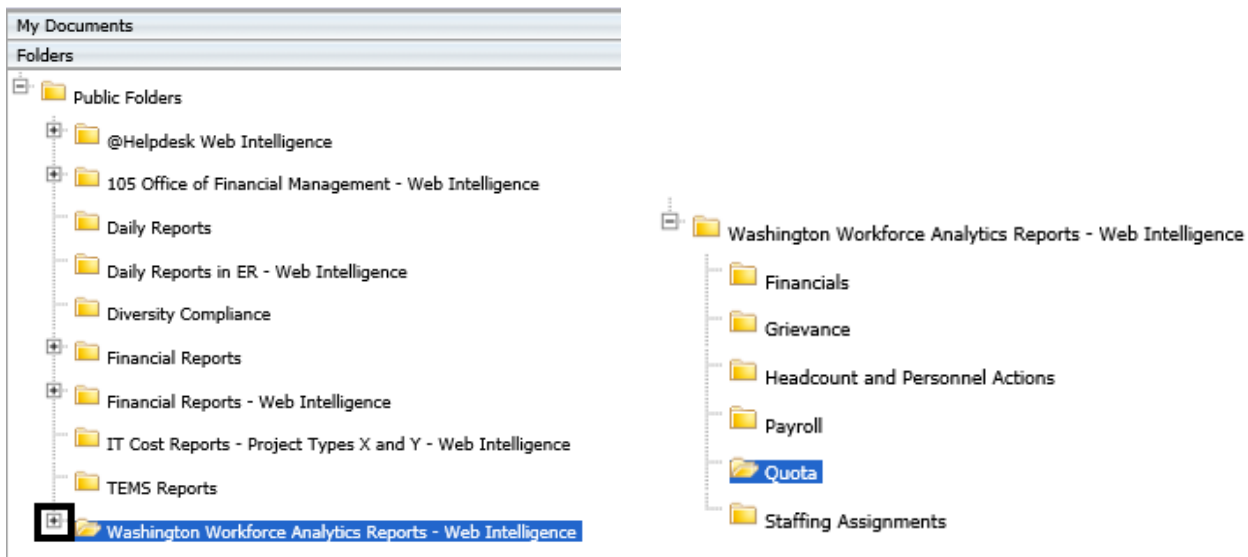 My Documents
Folders
Public Folders
@Helpdesk Web Intelligence
105 Office of Financial Management - Web Intelligence
Daily Reports
Daily Reports in ER - Web Intelligence
Diversity Compliance
Financial Reports
Financial Reports - Web Intelligence
IT Cost Reports - Project Types X and Y - Web Intelligence
TEMS Reports
Washington Workforce Analytics Reports - Web Intelligence
Washington Workforce Analytics Reports - Web Intelligence
Financials
Grievance
Headcount and Personnel Actions
Payroll
Quota
Staffing Assignments